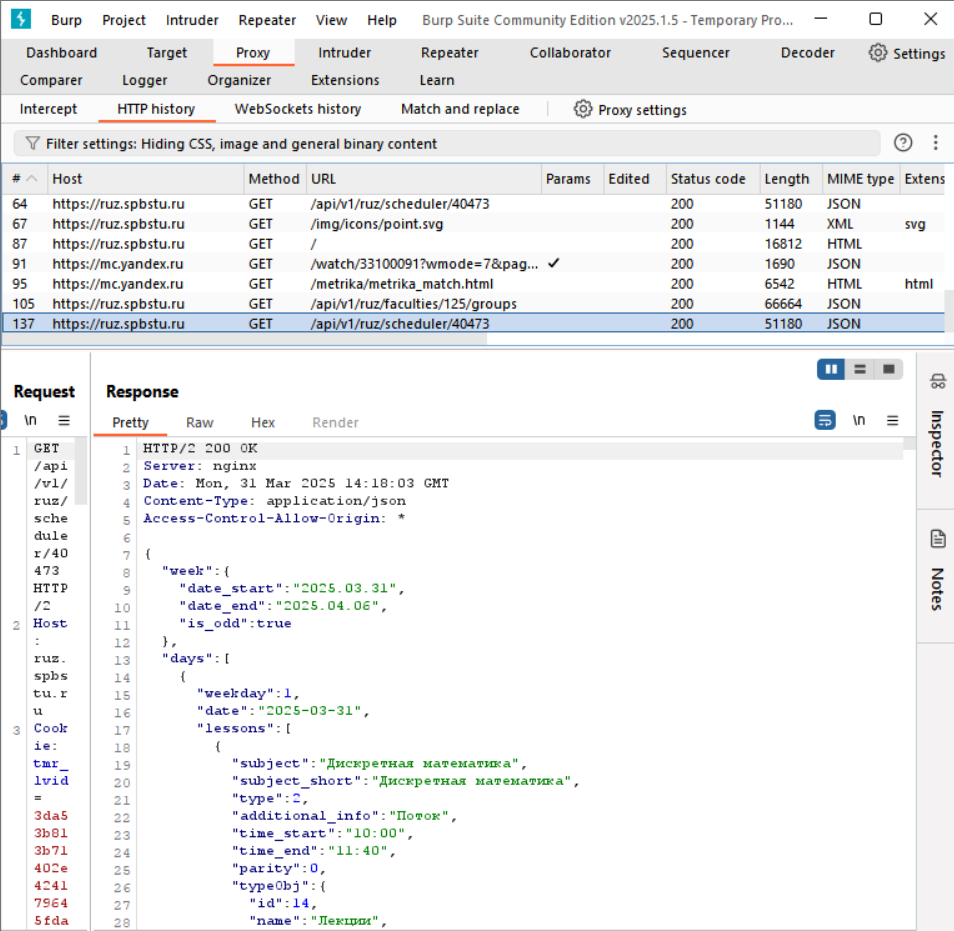 Burp Project Intruder Repeater View Help Burp Suite Community Edition v2025.1.5 - Temporary Pro...
Dashboard Target Proxy Intruder Repeater Collaborator Sequencer Decoder Settings
Comparer Logger Organizer Extensions Learn
Intercept HTTP history WebSockets history Match and replace Proxy settings
Filter settings: Hiding CSS, image and general binary content
# Host Method URL Params Edited Status code Length MIME type Extens
64 https://ruz.spbstu.ru GET /api/v1/ruz/scheduler/40473 200 51180 JSON
67 https://ruz.spbstu.ru GET /img/icons/point.svg 200 1144 XML svg
87 https://ruz.spbstu.ru GET / 200 16812 HTML
91 https://mc.yandex.ru GET /watch/33100091?wmode=7&pag... ✓ 200 1690 JSON
95 https://mc.yandex.ru GET /metrika/metrika_match.html 200 6542 HTML html
105 https://ruz.spbstu.ru GET /api/v1/ruz/faculties/125/groups 200 66664 JSON
137 https://ruz.spbstu.ru GET /api/v1/ruz/scheduler/40473 200 51180 JSON
Request
\n
1 GET
/api
/v1/
ruz/
sche
dule
r/40
473
HTTP
/2
2 Host
:
ruz.
spbs
tu.r
u
3 Cook
ie:
tmr_
lvid
=
3da5
3b81
3b71
402e
4241
7964
5fda
Response
Pretty Raw Hex Render \n
1 HTTP/2 200 OK
2 Server: nginx
3 Date: Mon, 31 Mar 2025 14:18:03 GMT
4 Content-Type: application/json
5 Access-Control-Allow-Origin: *
6
7 {
8 "week":{
9 "date_start":"2025.03.31",
10 "date_end":"2025.04.06",
11 "is_odd":true
12 },
13 "days":[
14 {
15 "weekday":1,
16 "date":"2025-03-31",
17 "lessons":[
18 {
19 "subject":"Дискретная математика",
20 "subject_short":"Дискретная математика",
21 "type":2,
22 "additional_info":"Поток",
23 "time_start":"10:00",
24 "time_end":"11:40",
25 "parity":0,
26 "typeObj":{
27 "id":14,
28 "name":"Лекции",
Inspector
Notes